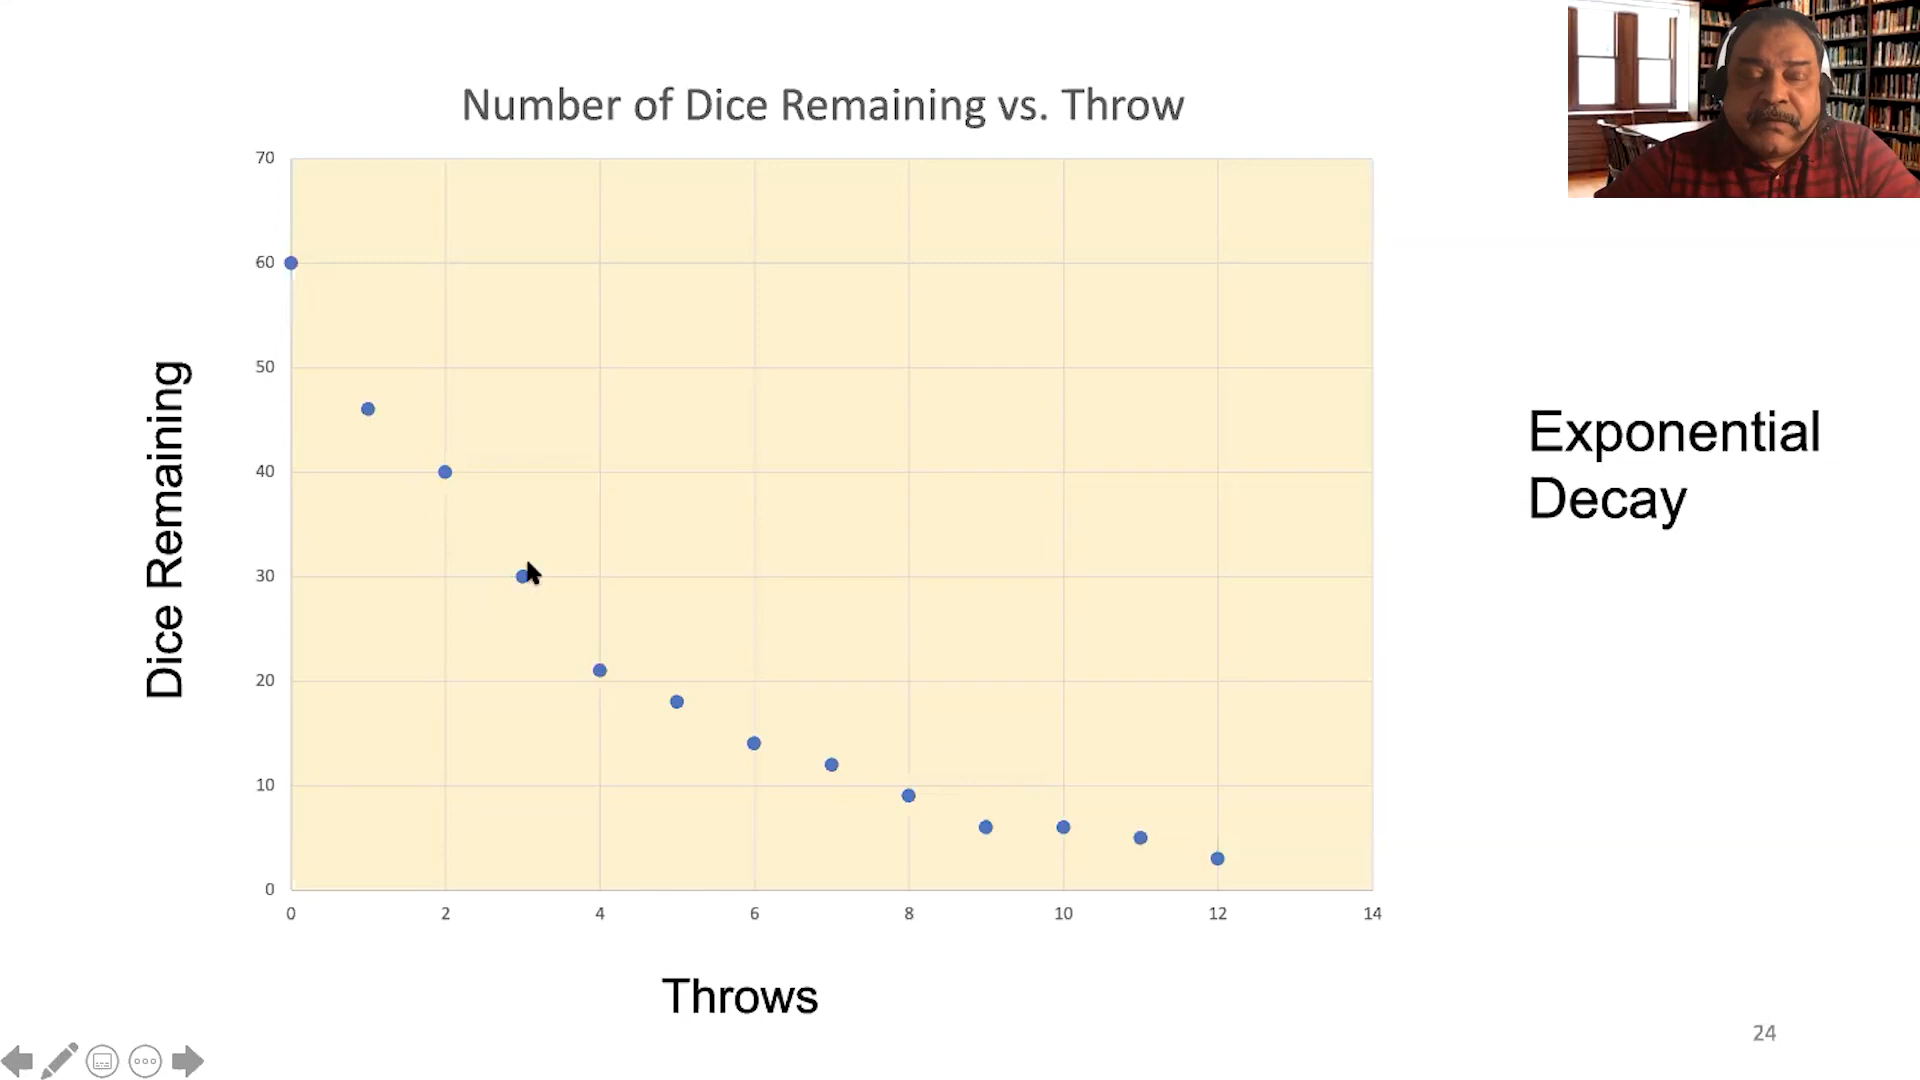 Number of Dice Remaining vs. Throw
70
60
50
40
30
20
10
0
0 2 4 6 8 10 12 14
Dice Remaining
Throws
Exponential
Decay
24